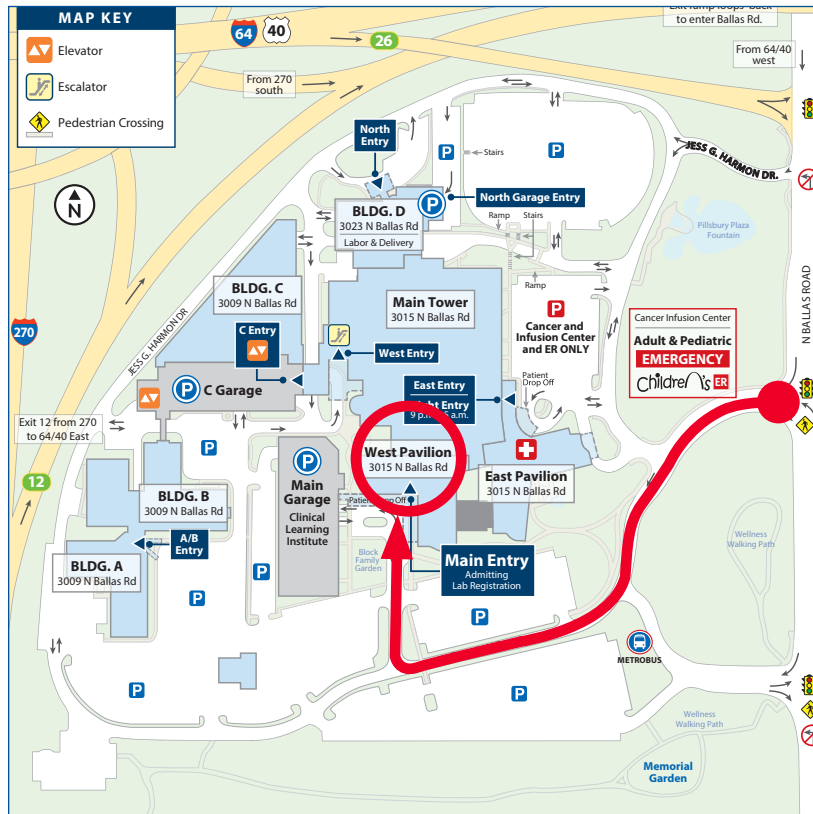 MAP KEY
Elevator
Escalator
Pedestrian Crossing
N
64
40
26
From 270
south
to enter Ballas Rd.
From 64/40
west
JESS G. HARMON DR.
North
Entry
P
Stairs
P
North Garage Entry
BLDG. D
3023 N Ballas Rd
Labor & Delivery
P
Ramp
Stairs
Ramp
Pillsbury Plaza
Fountain
N BALLAS ROAD
BLDG. C
3009 N Ballas Rd
Main Tower
3015 N Ballas Rd
JESS G. HARMON DR
270
C Entry
West Entry
P
Cancer and
Infusion Center
and ER ONLY
Cancer Infusion Center
Adult & Pediatric
EMERGENCY
Children's ER
P
C Garage
East Entry
Entry
9 p.m.
a.m.
Patient
Drop Off
Exit 12 from 270
to 64/40 East
12
P
P
Main
Garage
Clinical
Learning
Institute
West Pavilion
3015 N Ballas Rd
East Pavilion
3015 N Ballas Rd
BLDG. B
3009 N Ballas Rd
A/B
Entry
BLDG. A
3009 N Ballas Rd
Block
Family
Garden
Main Entry
Admitting
Lab Registration
Wellness
Walking Path
P
P
P
METROBUS
P
P
Wellness
Walking Path
Memorial
Garden